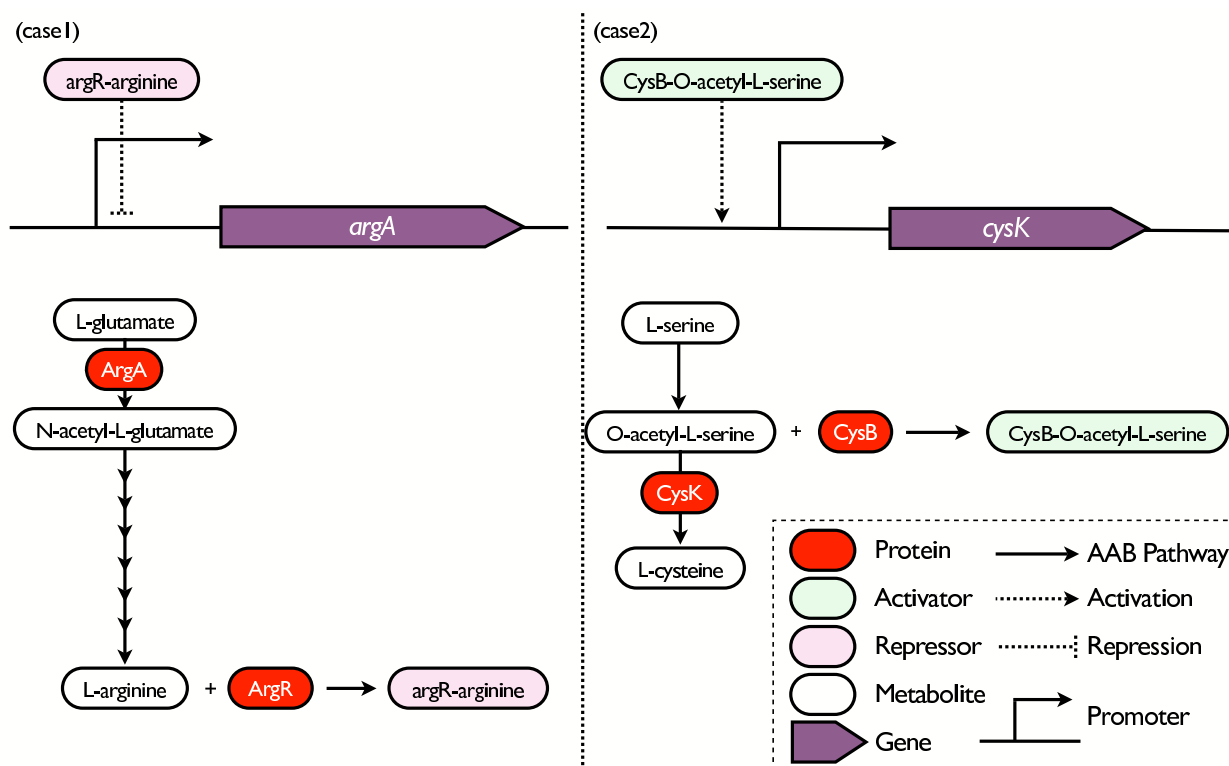 (case1)
argR-arginine
argA
L-glutamate
ArgA
N-acetyl-L-glutamate
L-arginine + ArgR argR-arginine
(case2)
CysB-O-acetyl-L-serine
cysK
L-serine
O-acetyl-L-serine + CysB CysB-O-acetyl-L-serine
CysK
L-cysteine
Protein AAB Pathway
Activator Activation
Repressor Repression
Metabolite
Gene Promoter